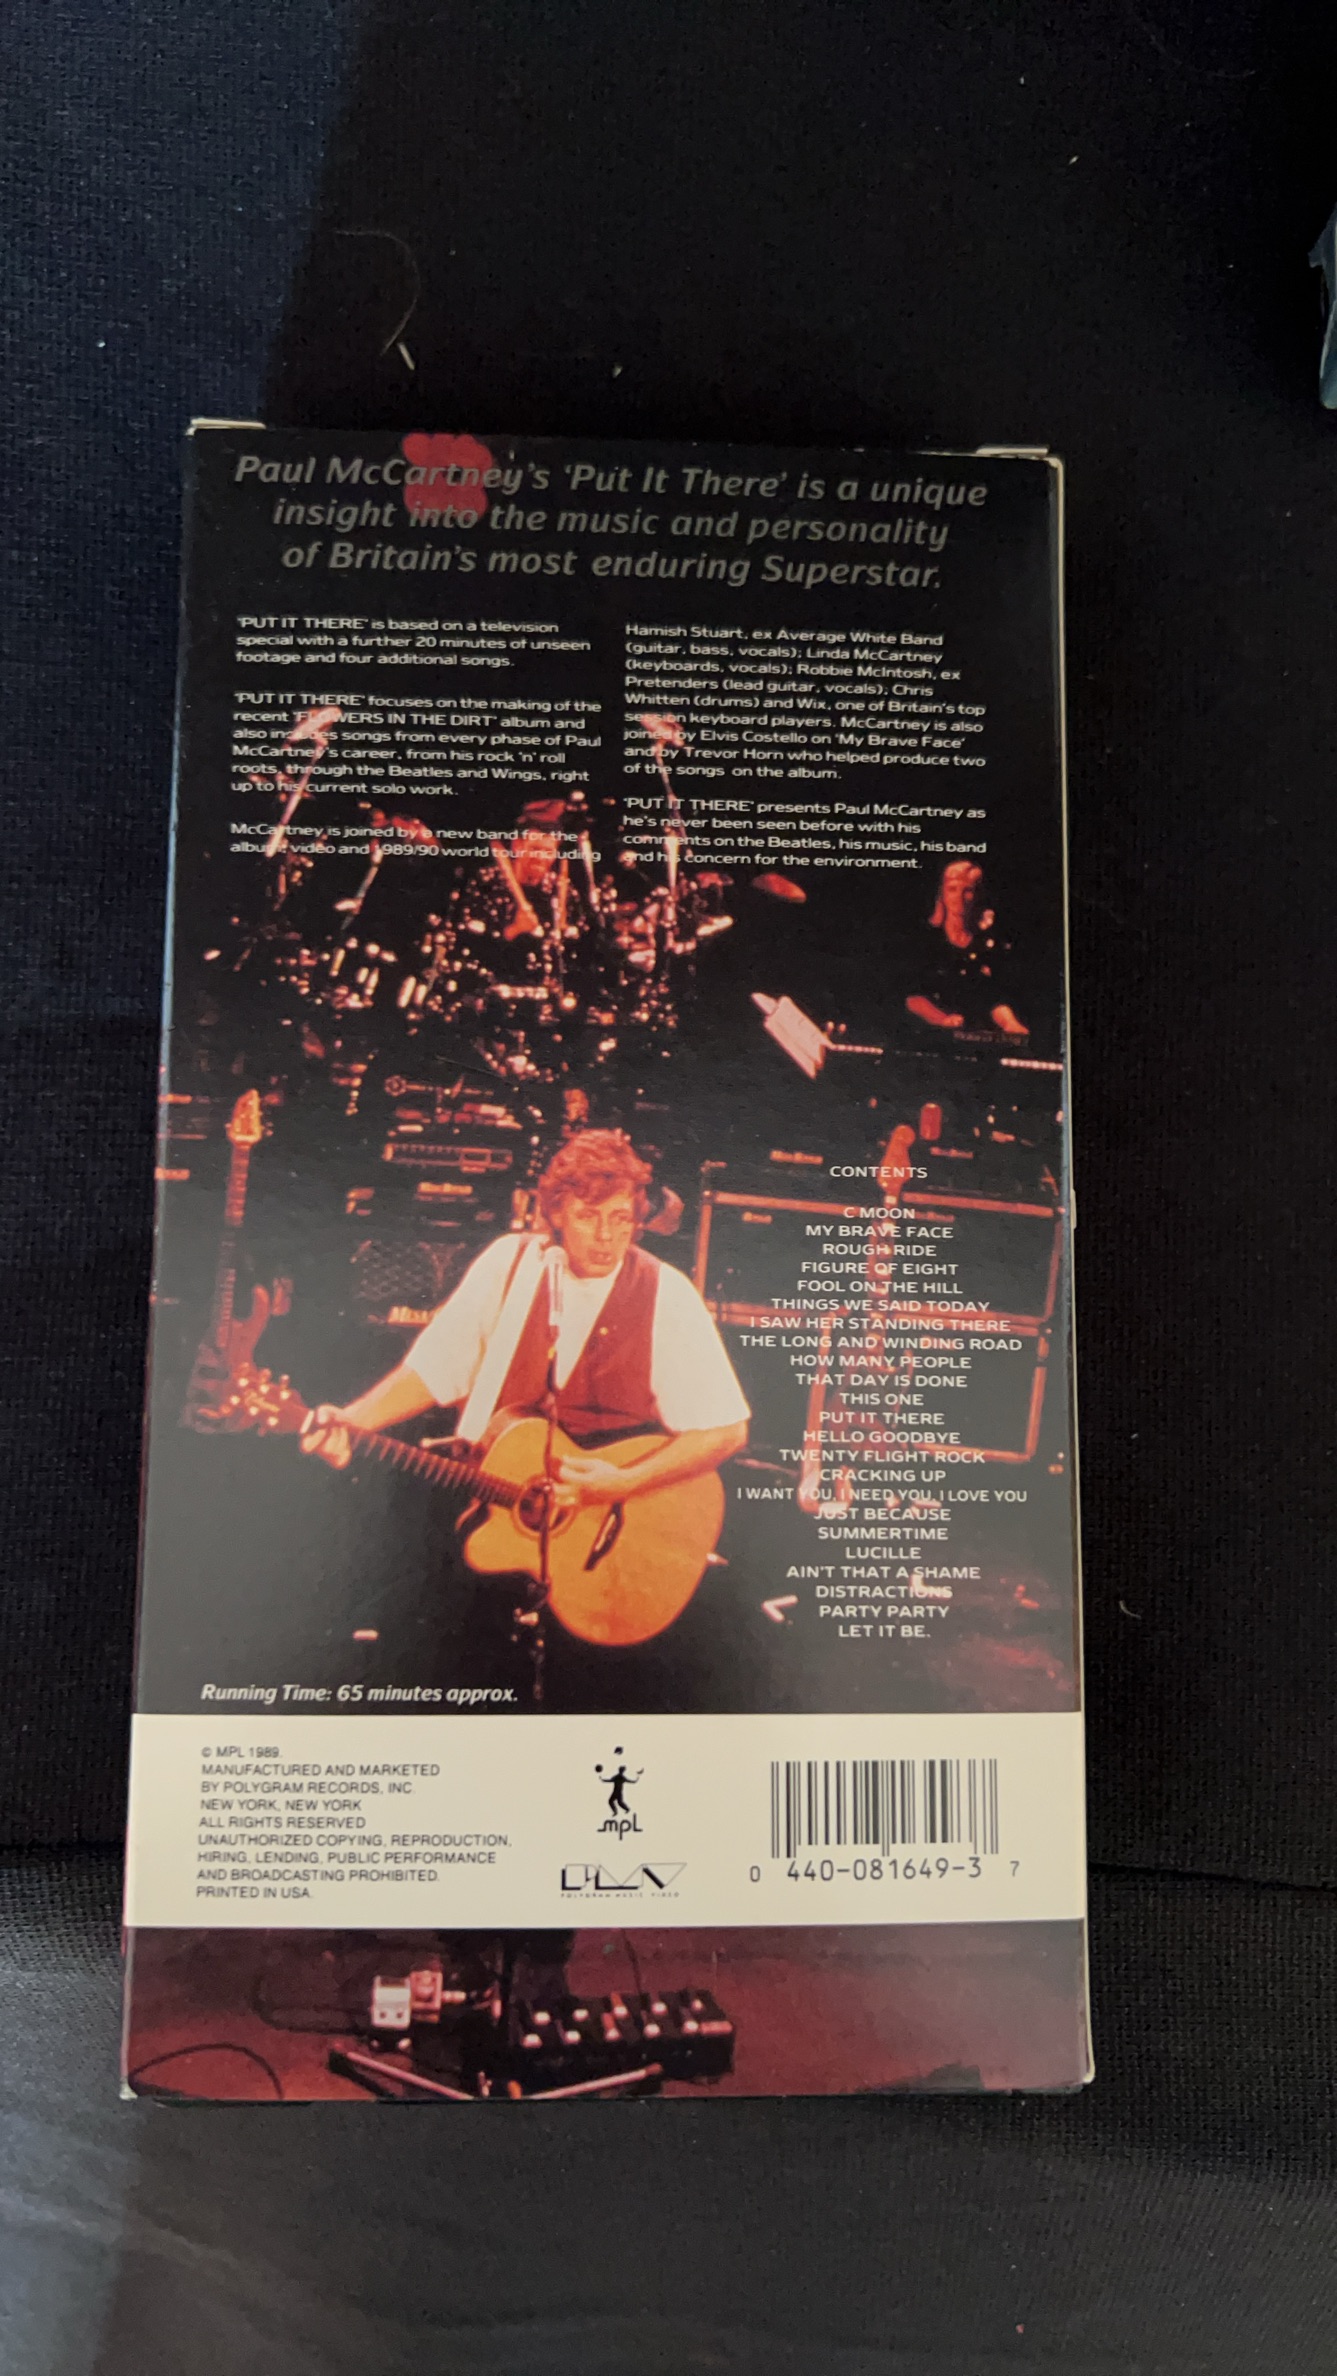 Paul McCartney's 'Put It There' is a unique
insight into the music and personality
of Britain's most enduring Superstar.
'PUT IT THERE' is based on a television
special with a further 20 minutes of unseen
footage and four additional songs.
'PUT IT THERE' focuses on the making of the
recent 'FLOWERS IN THE DIRT' album and
also includes songs from every phase of Paul
McCartney's career, from his rock 'n' roll
roots, through the Beatles and Wings, right
up to his current solo work.
McCartney is joined by a new band for the
album, video and 1989/90 world tour including
Hamish Stuart, ex Average White Band
(guitar, bass, vocals); Linda McCartney
(keyboards, vocals); Robbie McIntosh, ex
Pretenders (lead guitar, vocals); Chris
Whitten (drums) and Wix, one of Britain's top
session keyboard players. McCartney is also
joined by Elvis Costello on 'My Brave Face'
and by Trevor Horn who helped produce two
of the songs on the album.
'PUT IT THERE' presents Paul McCartney as
he's never been seen before with his
comments on the Beatles, his music, his band
and his concern for the environment.
CONTENTS
C MOON
MY BRAVE FACE
ROUGH RIDE
FIGURE OF EIGHT
FOOL ON THE HILL
THINGS WE SAID TODAY
I SAW HER STANDING THERE
THE LONG AND WINDING ROAD
HOW MANY PEOPLE
THAT DAY IS DONE
THIS ONE
PUT IT THERE
HELLO GOODBYE
TWENTY FLIGHT ROCK
CRACKING UP
I WANT YOU, I NEED YOU, I LOVE YOU
JUST BECAUSE
SUMMERTIME
LUCILLE
AIN'T THAT A SHAME
DISTRACTIONS
PARTY PARTY
LET IT BE.
Running Time: 65 minutes approx.
© MPL 1989.
MANUFACTURED AND MARKETED
BY POLYGRAM RECORDS, INC.
NEW YORK, NEW YORK
ALL RIGHTS RESERVED
UNAUTHORIZED COPYING, REPRODUCTION,
HIRING, LENDING, PUBLIC PERFORMANCE
AND BROADCASTING PROHIBITED.
PRINTED IN USA.
mpl
PMV
POLYGRAM MUSIC VIDEO
0 440-081649-3 7